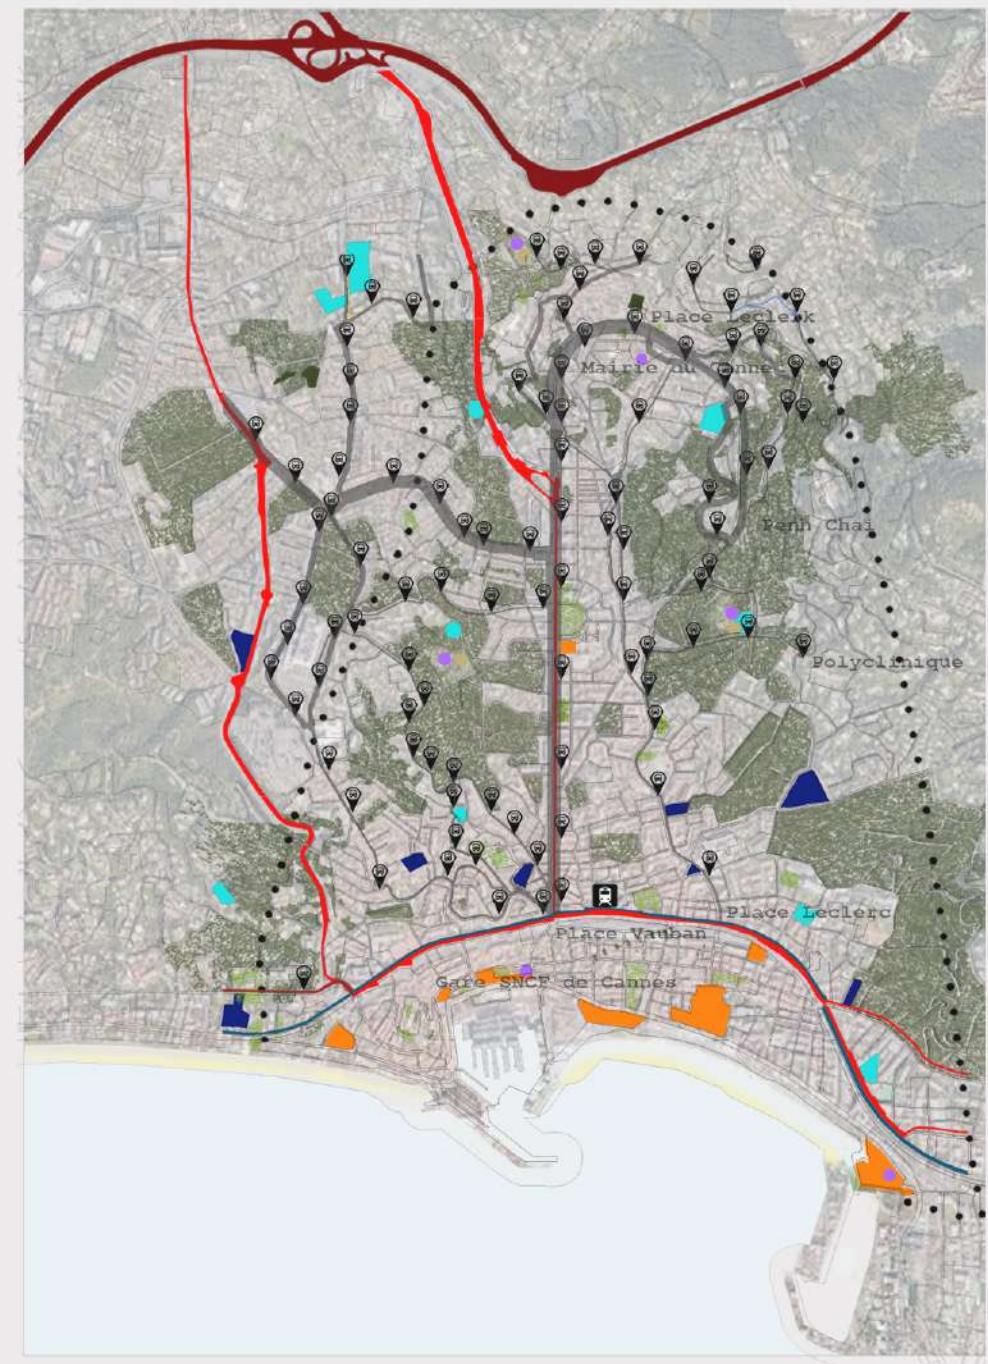 Place Leclerk
Mairie du Cannet
Penh Chai
Polyclinique
Place Leclerc
Place Vauban
Gare SNCF de Cannes